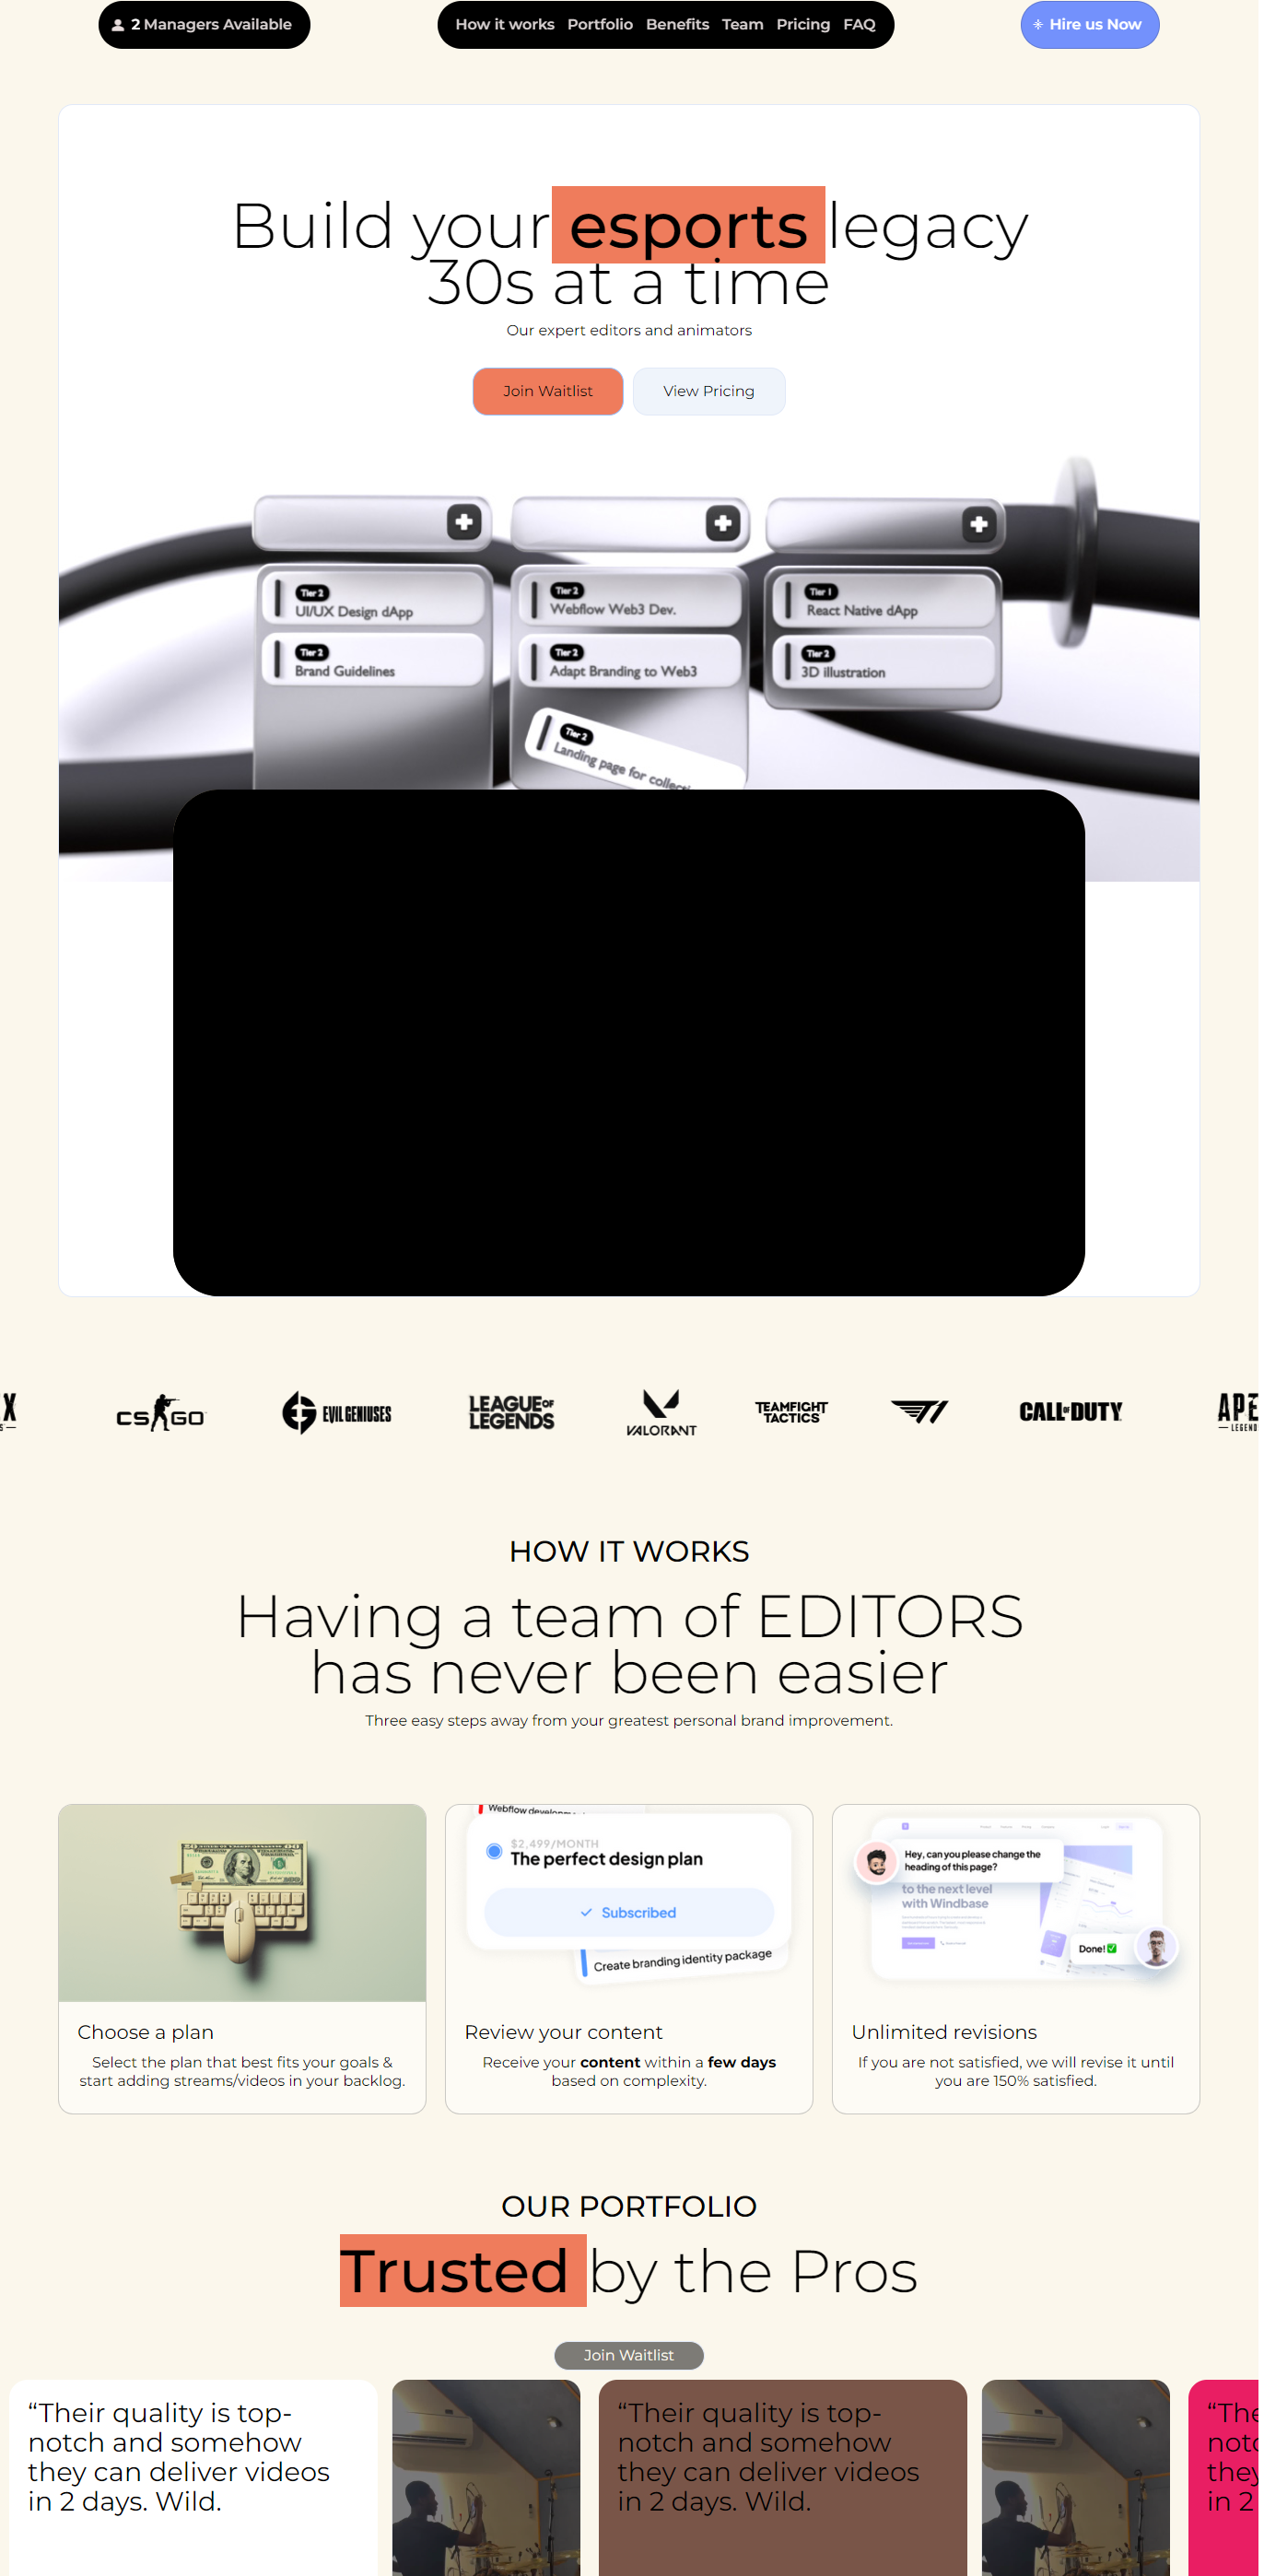 2 Managers Available
How it works Portfolio Benefits Team Pricing FAQ
Hire us Now
Build your esports legacy
30s at a time
Our expert editors and animators
Join Waitlist
View Pricing
Tier 2
UI/UX Design dApp
Tier 2
Brand Guidelines
Tier 2
Webflow Web3 Dev.
Tier 2
Adapt Branding to Web3
Tier 2
Landing page for collecti
Tier 1
React Native dApp
Tier 2
3D illustration
X
CS GO
EVIL GENIUSES
LEAGUE OF
LEGENDS
VALORANT
TEAMFIGHT
TACTICS
T1
CALL OF DUTY
APE
LEGEND
HOW IT WORKS
Having a team of EDITORS
has never been easier
Three easy steps away from your greatest personal brand improvement.
Choose a plan
Select the plan that best fits your goals &
start adding streams/videos in your backlog.
$2,499/MONTH
The perfect design plan
Subscribed
Create branding identity package
Review your content
Receive your content within a few days
based on complexity.
Hey, can you please change the
heading of this page?
to the next level
with Windbase
Done!
Unlimited revisions
If you are not satisfied, we will revise it until
you are 150% satisfied.
OUR PORTFOLIO
Trusted by the Pros
Join Waitlist
“Their quality is top-
notch and somehow
they can deliver videos
in 2 days. Wild.
“Their quality is top-
notch and somehow
they can deliver videos
in 2 days. Wild.
“The
notc
they
in 2